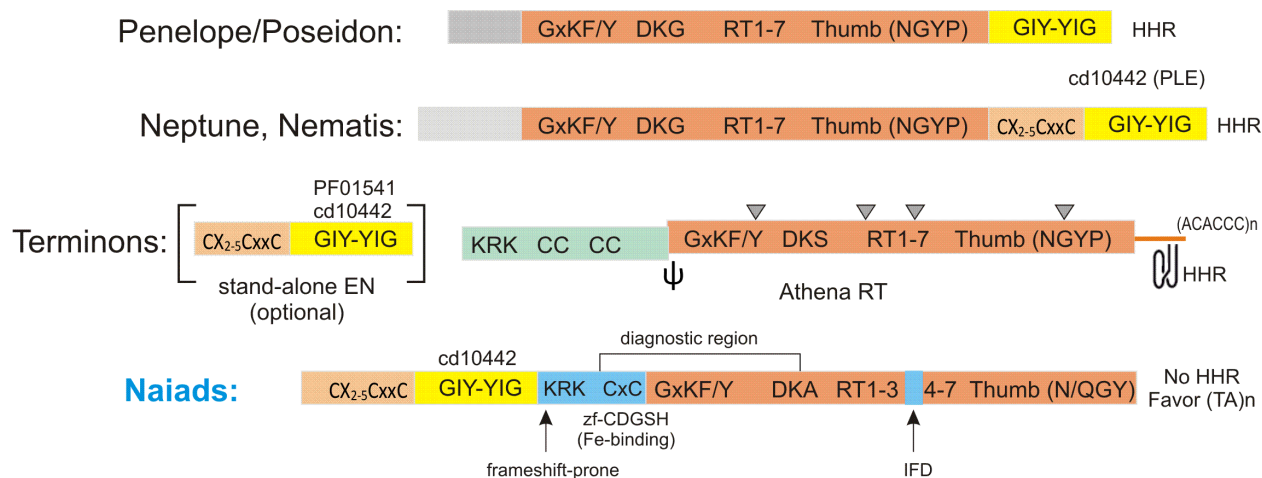 Penelope/Poseidon: GxKF/Y DKG RT1-7 Thumb (NGYP) GIY-YIG HHR
cd10442 (PLE)
Neptune, Nematis: GxKF/Y DKG RT1-7 Thumb (NGYP) CX2-5CxxC GIY-YIG HHR
PF01541
cd10442
(ACACCC)n
Terminons: CX2-5CxxC GIY-YIG KRK CC CC GxKF/Y DKS RT1-7 Thumb (NGYP)
ψ
HHR
stand-alone EN
(optional)
Athena RT
diagnostic region
cd10442
Naiads: CX2-5CxxC GIY-YIG KRK CxC GxKF/Y DKA RT1-3 4-7 Thumb (N/QGY)
No HHR
Favor (TA)n
zf-CDGSH
(Fe-binding)
frameshift-prone
IFD